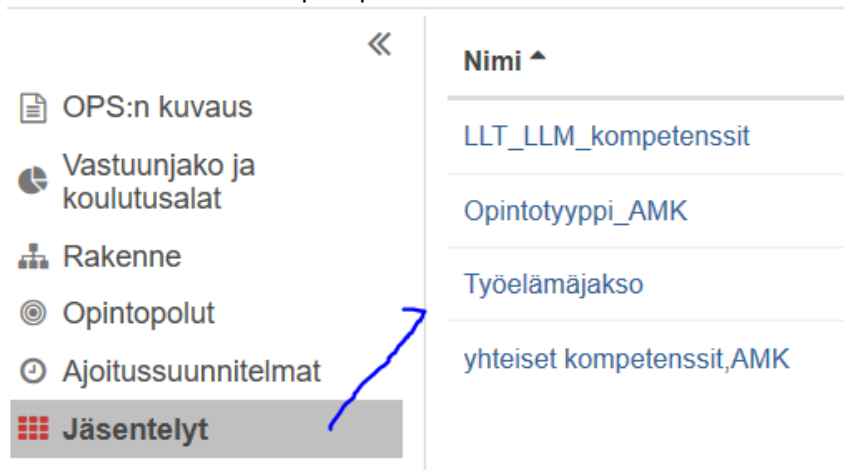 OPS:n kuvaus
Vastuunjako ja
koulutusalat
Rakenne
Opintopolut
Ajoitussuunnitelmat
Jäsentelyt
Nimi
LLT_LLM_kompetenssit
Opintotyyppi_AMK
Työelämäjakso
yhteiset kompetenssit,AMK